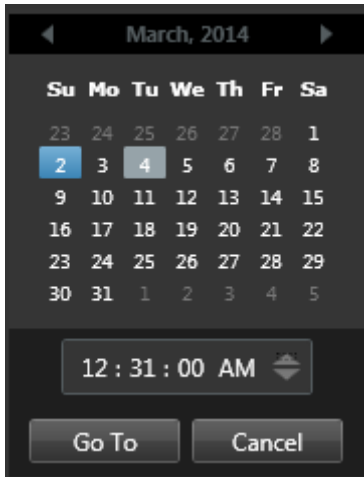 March, 2014
Su Mo Tu We Th Fr Sa
23 24 25 26 27 28 1
2 3 4 5 6 7 8
9 10 11 12 13 14 15
16 17 18 19 20 21 22
23 24 25 26 27 28 29
30 31 1 2 3 4 5
12 : 31 : 00 AM
Go To Cancel